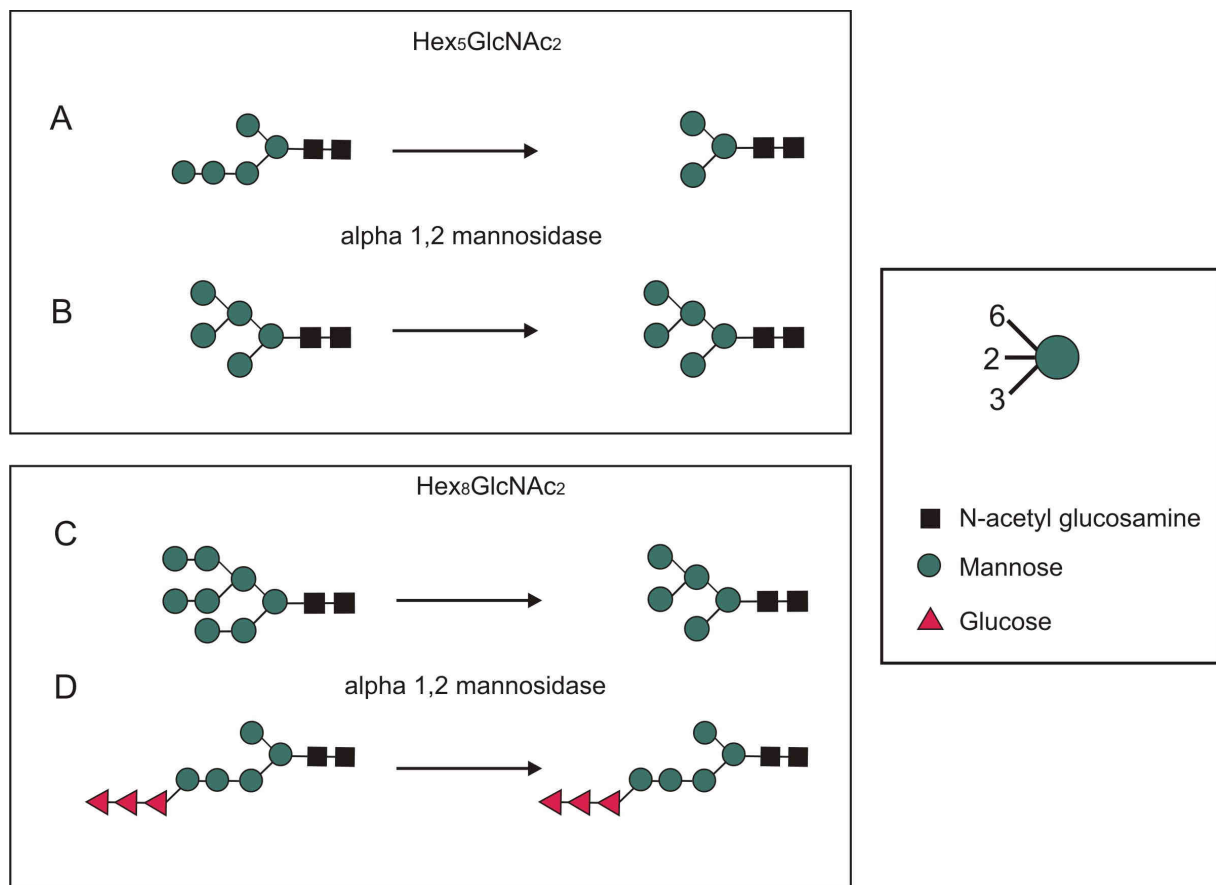 Hex₅GlcNAc₂
A
alpha 1,2 mannosidase
B
Hex₈GlcNAc₂
C
D
alpha 1,2 mannosidase
6
2
3
N-acetyl glucosamine
Mannose
Glucose